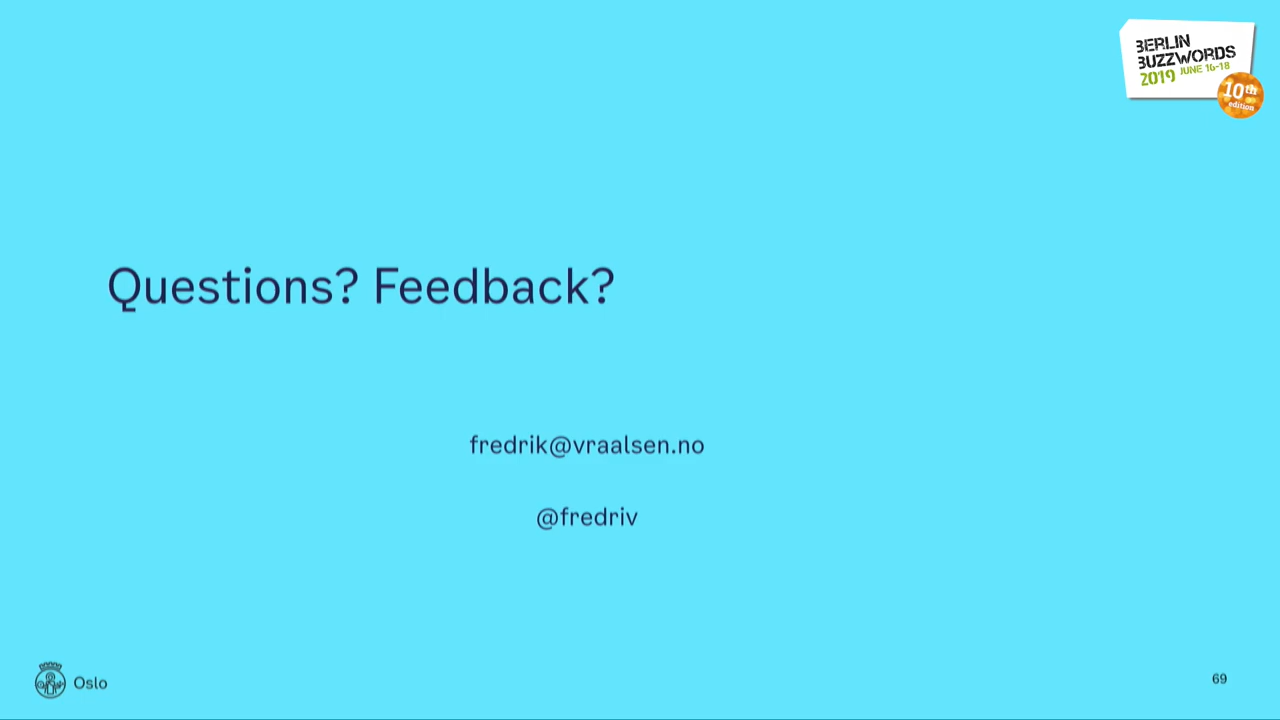 BERLIN
BUZZWORDS
2019 JUNE 16-18
10th
edition
Questions? Feedback?
fredrik@vraalsen.no
@fredriv
Oslo
69